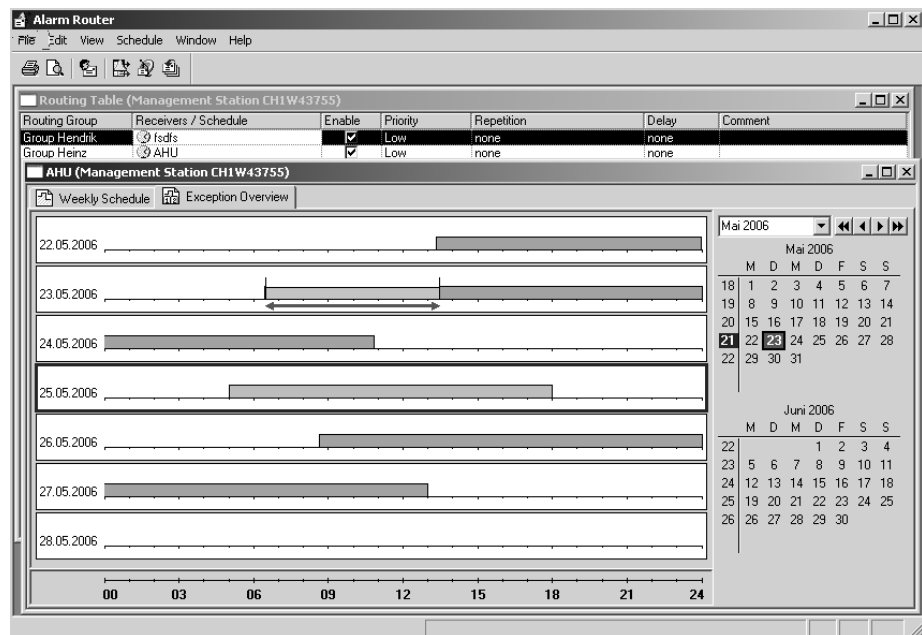 Alarm Router
File Edit View Schedule Window Help
Routing Table (Management Station CH1W43755)
Routing Group Receivers / Schedule Enable Priority Repetition Delay Comment
Group Hendrik fsdfs Low none none
Group Heinz AHU Low none none
AHU (Management Station CH1W43755)
Weekly Schedule Exception Overview
22.05.2006
23.05.2006
24.05.2006
25.05.2006
26.05.2006
27.05.2006
28.05.2006
00 03 06 09 12 15 18 21 24
Mai 2006
Mai 2006
M D M D F S S
18 1 2 3 4 5 6 7
19 8 9 10 11 12 13 14
20 15 16 17 18 19 20 21
21 22 23 24 25 26 27 28
22 29 30 31
Juni 2006
M D M D F S S
22 1 2 3 4
23 5 6 7 8 9 10 11
24 12 13 14 15 16 17 18
25 19 20 21 22 23 24 25
26 26 27 28 29 30